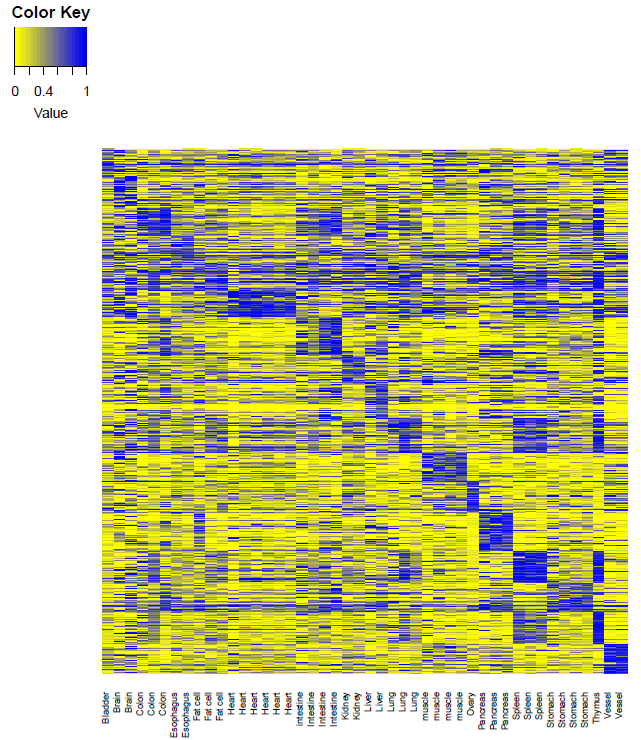 Color Key
0 0.4 1
Value
Bladder
Brain
Brain
Colon
Colon
Colon
Esophagus
Esophagus
Fat cell
Fat cell
Fat cell
Heart
Heart
Heart
Heart
Heart
Heart
intestine
Intestine
Intestine
Intestine
Kidney
Kidney
Liver
Liver
Lung
Lung
Lung
muscle
muscle
muscle
muscle
Ovary
Pancreas
Pancreas
Pancreas
Spleen
Spleen
Spleen
Stomach
Stomach
Stomach
Stomach
Thymus
Vessel
Vessel